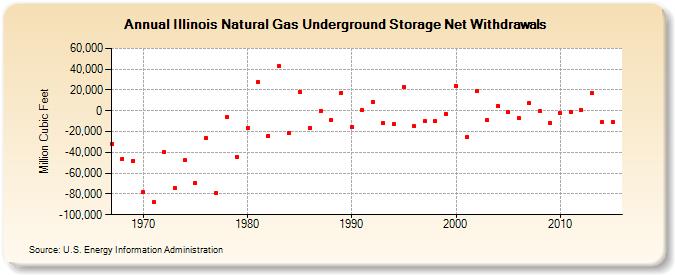 Annual Illinois Natural Gas Underground Storage Net Withdrawals
Million Cubic Feet
60,000
40,000
20,000
0
-20,000
-40,000
-60,000
-80,000
-100,000
1970 1980 1990 2000 2010
Source: U.S. Energy Information Administration